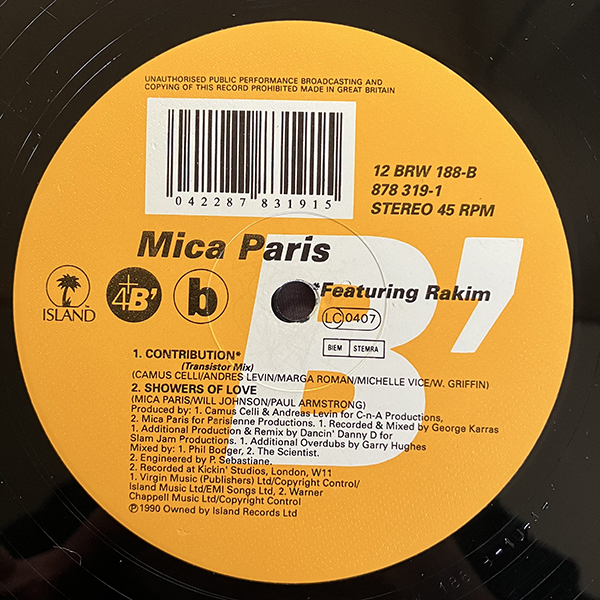 UNAUTHORISED PUBLIC PERFORMANCE BROADCASTING AND
COPYING OF THIS RECORD PROHIBITED MADE IN GREAT BRITAIN
0 42287 83191 5
12 BRW 188-B
878 319-1
STEREO 45 RPM
Mica Paris
*Featuring Rakim
ISLAND
4+B'
b
B'
LC 0407
BIEM STEMRA
1. CONTRIBUTION*
(Transistor Mix)
(CAMUS CELLI/ANDRES LEVIN/MARGA ROMAN/MICHELLE VICE/W. GRIFFIN)
2. SHOWERS OF LOVE
(MICA PARIS/WILL JOHNSON/PAUL ARMSTRONG)
Produced by: 1. Camus Celli & Andreas Levin for C-n-A Productions,
2. Mica Paris for Parisienne Productions. 1. Recorded & Mixed by George Karras
1. Additional Production & Remix by Dancin' Danny D for
Slam Jam Productions. 1. Additional Overdubs by Garry Hughes
Mixed by: 1. Phil Bodger, 2. The Scientist.
2. Engineered by P. Sebastiane.
2. Recorded at Kickin' Studios, London, W11
1. Virgin Music (Publishers) Ltd/Copyright Control/
Island Music Ltd/EMI Songs Ltd, 2. Warner
Chappell Music Ltd/Copyright Control
℗1990 Owned by Island Records Ltd